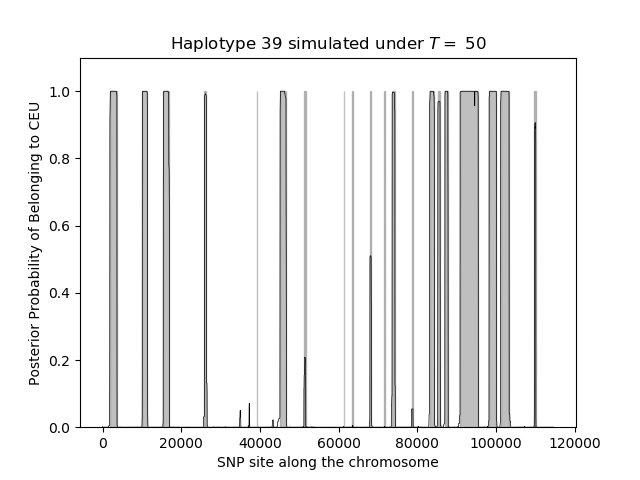 Haplotype 39 simulated under T = 50
Posterior Probability of Belonging to CEU
1.0
0.8
0.6
0.4
0.2
0.0
0 20000 40000 60000 80000 100000 120000
SNP site along the chromosome